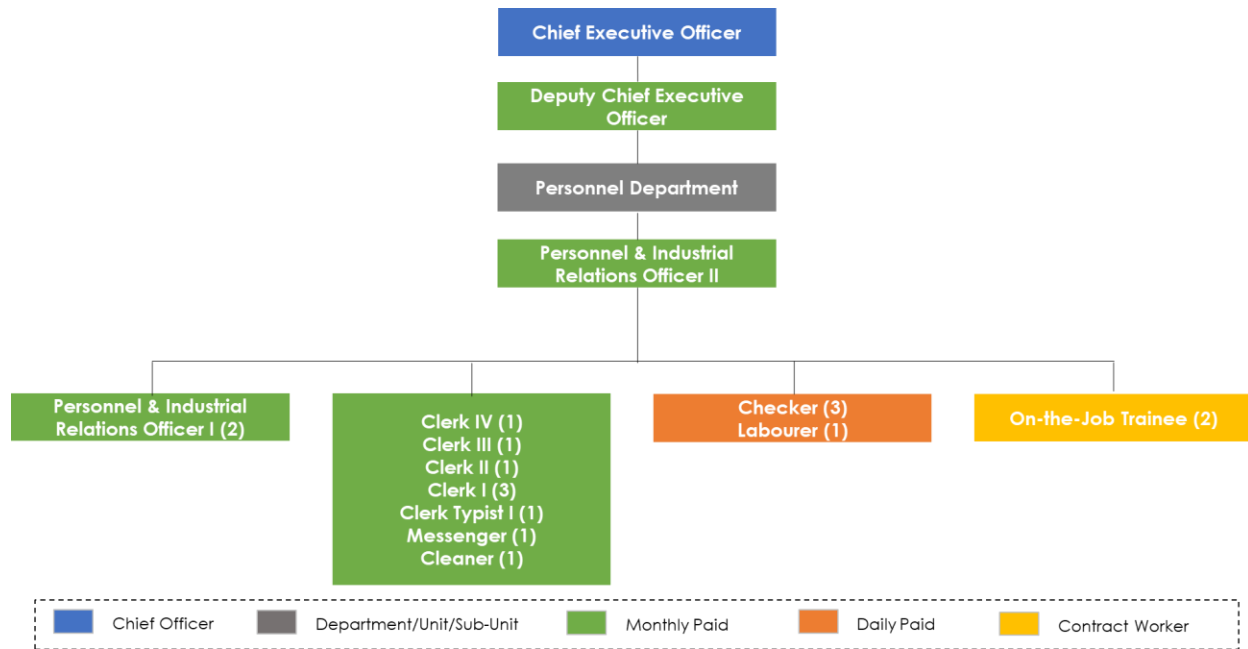 Chief Executive Officer
Deputy Chief Executive
Officer
Personnel Department
Personnel & Industrial
Relations Officer II
Personnel & Industrial
Relations Officer I (2)
Clerk IV (1)
Clerk III (1)
Clerk II (1)
Clerk I (3)
Clerk Typist I (1)
Messenger (1)
Cleaner (1)
Checker (3)
Labourer (1)
On-the-Job Trainee (2)
Chief Officer
Department/Unit/Sub-Unit
Monthly Paid
Daily Paid
Contract Worker